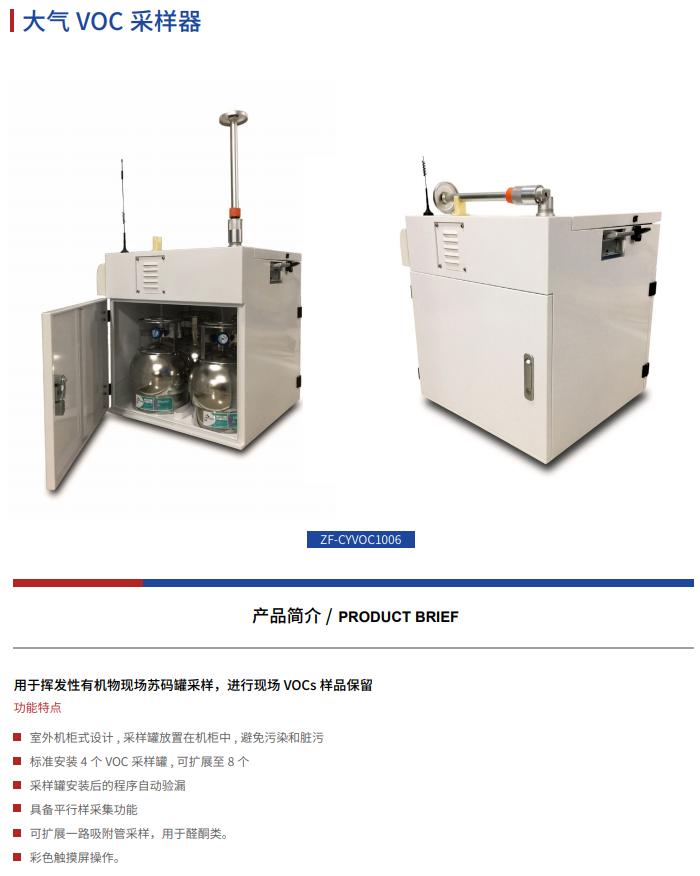 大气 VOC 采样器
ZF-CYVOC1006
产品简介 / PRODUCT BRIEF
用于挥发性有机物现场苏码罐采样，进行现场 VOCs 样品保留
功能特点
室外机柜式设计 , 采样罐放置在机柜中 , 避免污染和脏污
标准安装 4 个 VOC 采样罐 , 可扩展至 8 个
采样罐安装后的程序自动验漏
具备平行样采集功能
可扩展一路吸附管采样，用于醛酮类。
彩色触摸屏操作。